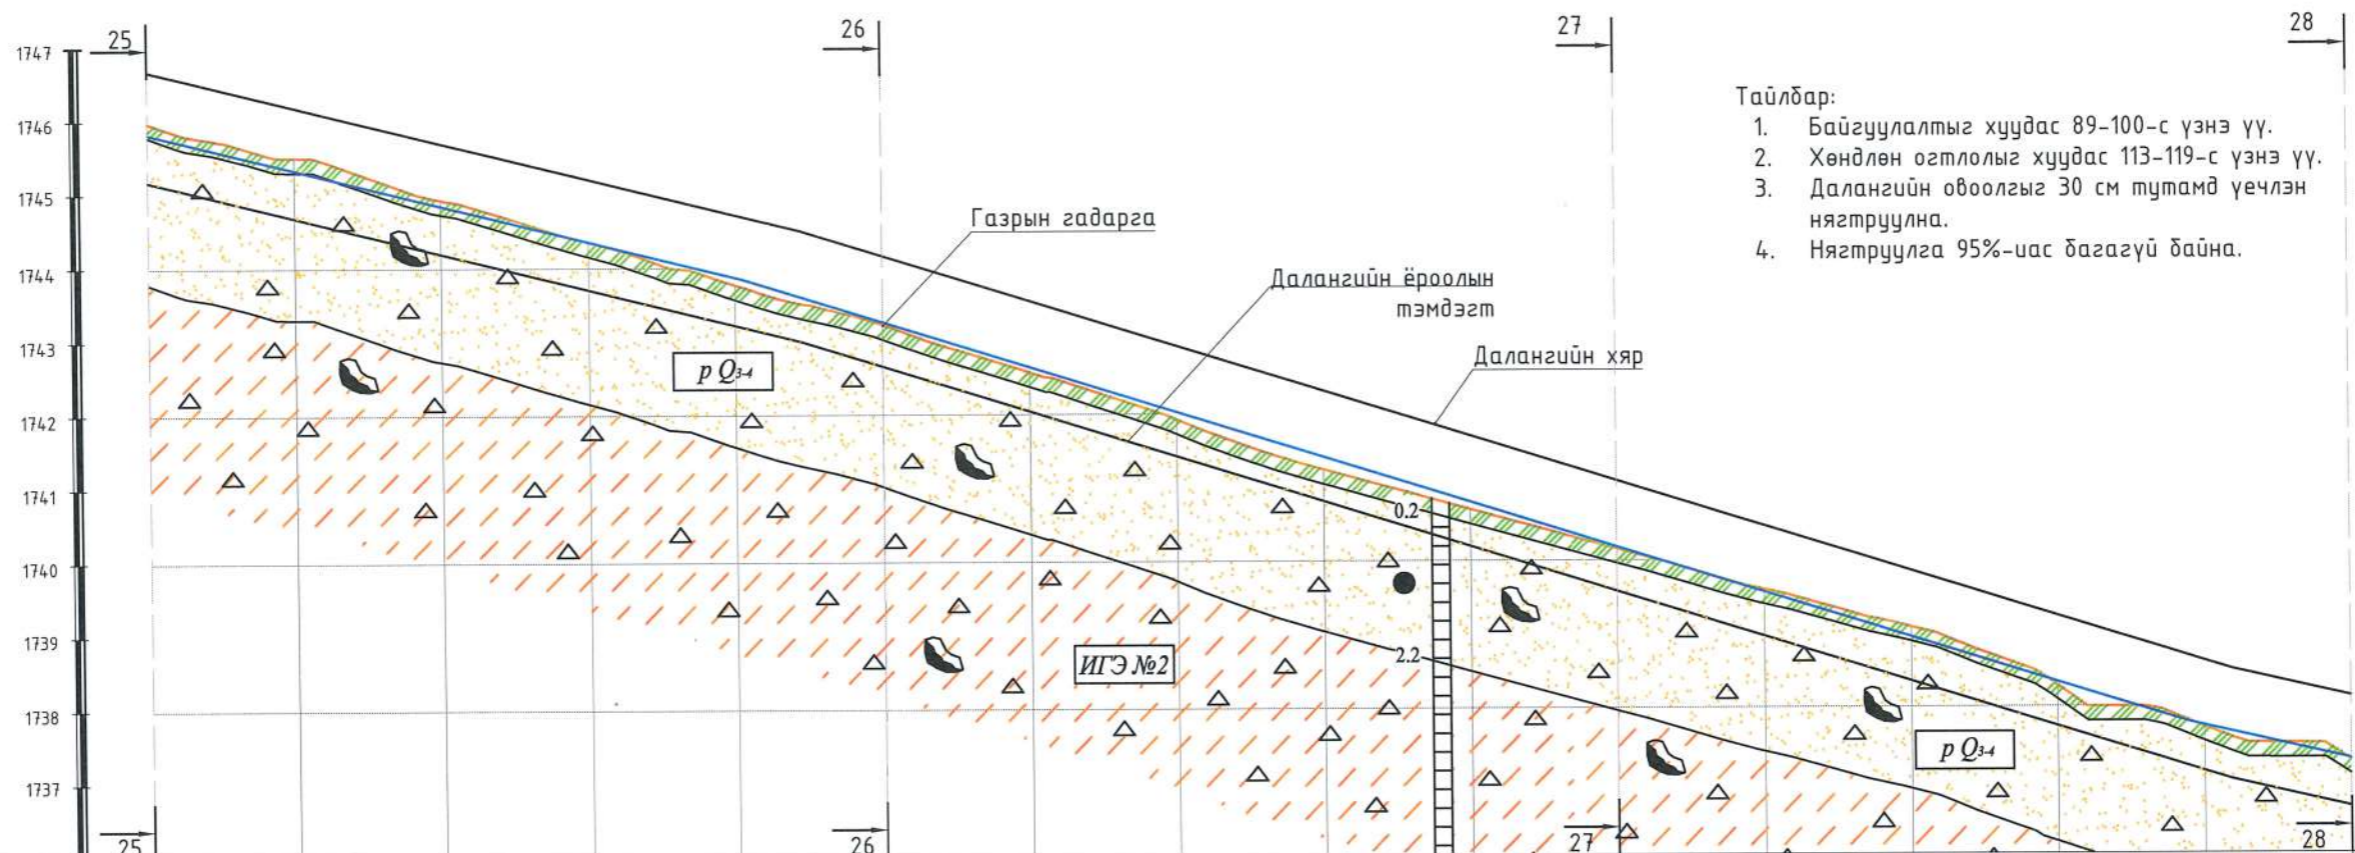 25
26
27
28
1747
1746
1745
1744
1743
1742
1741
1740
1739
1738
1737
Тайлбар:
1. Байгуулалтыг хуудас 89-100-с үзнэ үү.
2. Хөндлөн огтлолыг хуудас 113-119-с үзнэ үү.
3. Далангийн овоолгыг 30 см тутамд үечлэн
нягтруулна.
4. Нягтруулга 95%-иас багагүй байна.
Газрын гадарга
Далангийн ёроолын
тэмдэгт
Далангийн хяр
p Q3-4
0.2
2.2
ИГЭ №2
p Q3-4
25
26
27
28